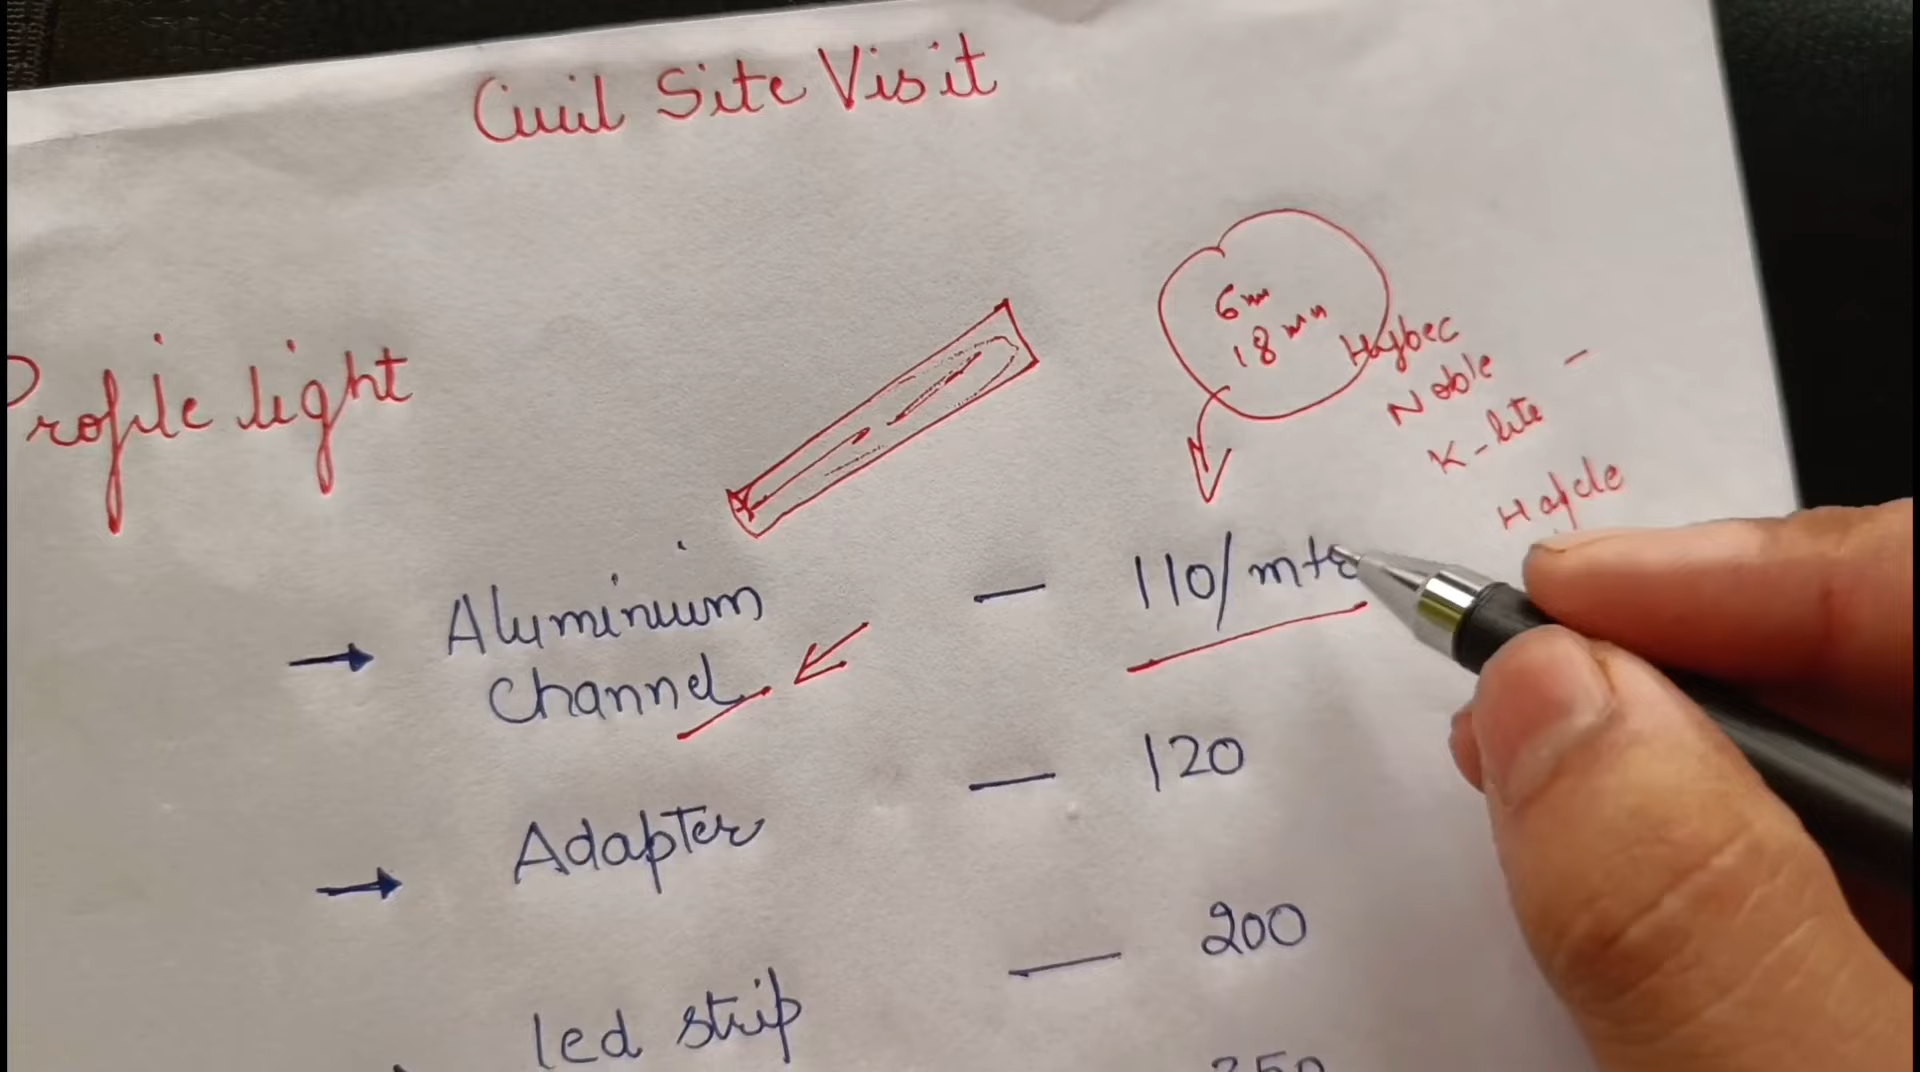 Civil Site Visit
Profile light
6mm
18mm
Noble
K-lite
Hafele
Aluminium — 110/mtr
Channel
Adapter — 120
led strip — 200
350